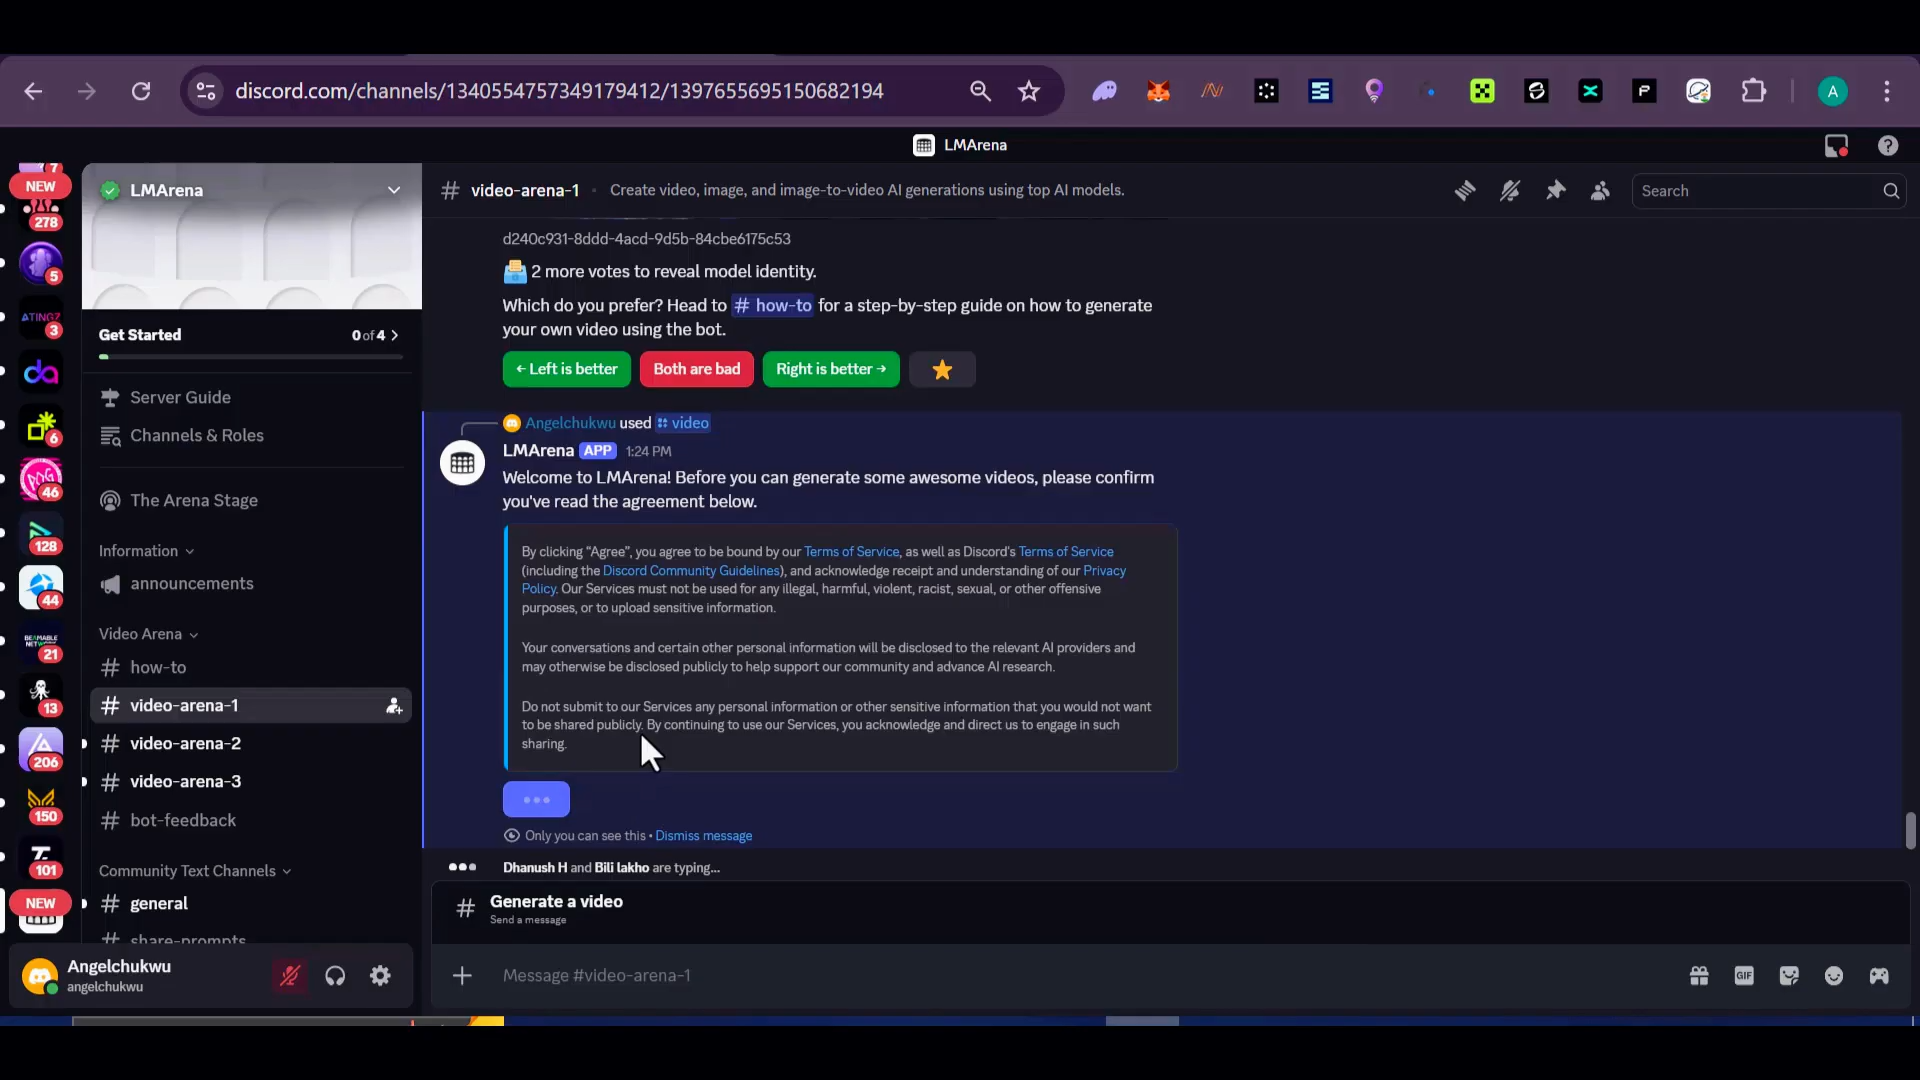 discord.com/channels/1340554757349179412/1397655695150682194
A
LMArena
7
NEW
278
5
ATINGZ
3
da
6
46
128
44
BEAMABLE
21
13
206
150
101
NEW
LMArena
Get Started
0 of 4 >
Server Guide
Channels & Roles
The Arena Stage
Information
announcements
Video Arena
# how-to
# video-arena-1
# video-arena-2
# video-arena-3
# bot-feedback
Community Text Channels
# general
# share-prompts
Angelchukwu
angelchukwu
# video-arena-1
Create video, image, and image-to-video AI generations using top AI models.
Search
d240c931-8ddd-4acd-9d5b-84cbe6175c53
2 more votes to reveal model identity.
Which do you prefer? Head to # how-to for a step-by-step guide on how to generate
your own video using the bot.
← Left is better
Both are bad
Right is better →
Angelchukwu used video
LMArena APP 1:24 PM
Welcome to LMArena! Before you can generate some awesome videos, please confirm
you've read the agreement below.
By clicking “Agree”, you agree to be bound by our Terms of Service, as well as Discord's Terms of Service
(including the Discord Community Guidelines), and acknowledge receipt and understanding of our Privacy
Policy. Our Services must not be used for any illegal, harmful, violent, racist, sexual, or other offensive
purposes, or to upload sensitive information.
Your conversations and certain other personal information will be disclosed to the relevant AI providers and
may otherwise be disclosed publicly to help support our community and advance AI research.
Do not submit to our Services any personal information or other sensitive information that you would not want
to be shared publicly. By continuing to use our Services, you acknowledge and direct us to engage in such
sharing.
Only you can see this • Dismiss message
Dhanush H and Bili lakho are typing...
# Generate a video
Send a message
Message #video-arena-1
GIF